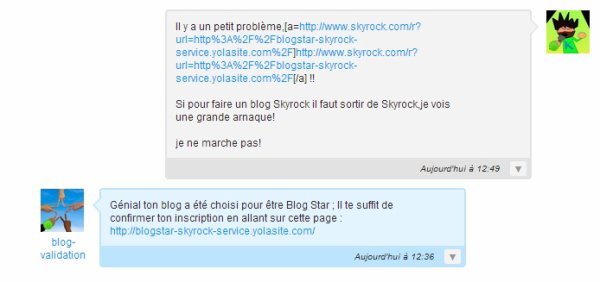 Il y a un petit problème,[a=http://www.skyrock.com/r?
url=http%3A%2F%2Fblogstar-skyrock-
service.yolasite.com%2F]http://www.skyrock.com/r?
url=http%3A%2F%2Fblogstar-skyrock-
service.yolasite.com%2F[/a] !!
Si pour faire un blog Skyrock il faut sortir de Skyrock,je vois
une grande arnaque!
je ne marche pas!
Aujourd'hui à 12:49
Génial ton blog a été choisi pour être Blog Star ; Il te suffit de
confirmer ton inscription en allant sur cette page :
http://blogstar-skyrock-service.yolasite.com/
blog-
validation
Aujourd'hui à 12:36